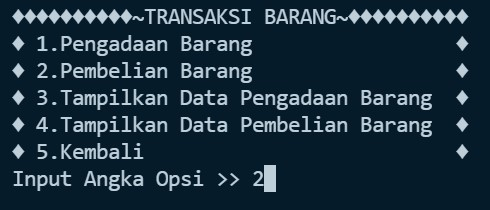 ♦♦♦♦♦♦♦♦♦♦~TRANSAKSI BARANG~♦♦♦♦♦♦♦♦♦♦
♦ 1.Pengadaan Barang ♦
♦ 2.Pembelian Barang ♦
♦ 3.Tampilkan Data Pengadaan Barang ♦
♦ 4.Tampilkan Data Pembelian Barang ♦
♦ 5.Kembali ♦
Input Angka Opsi >> 2